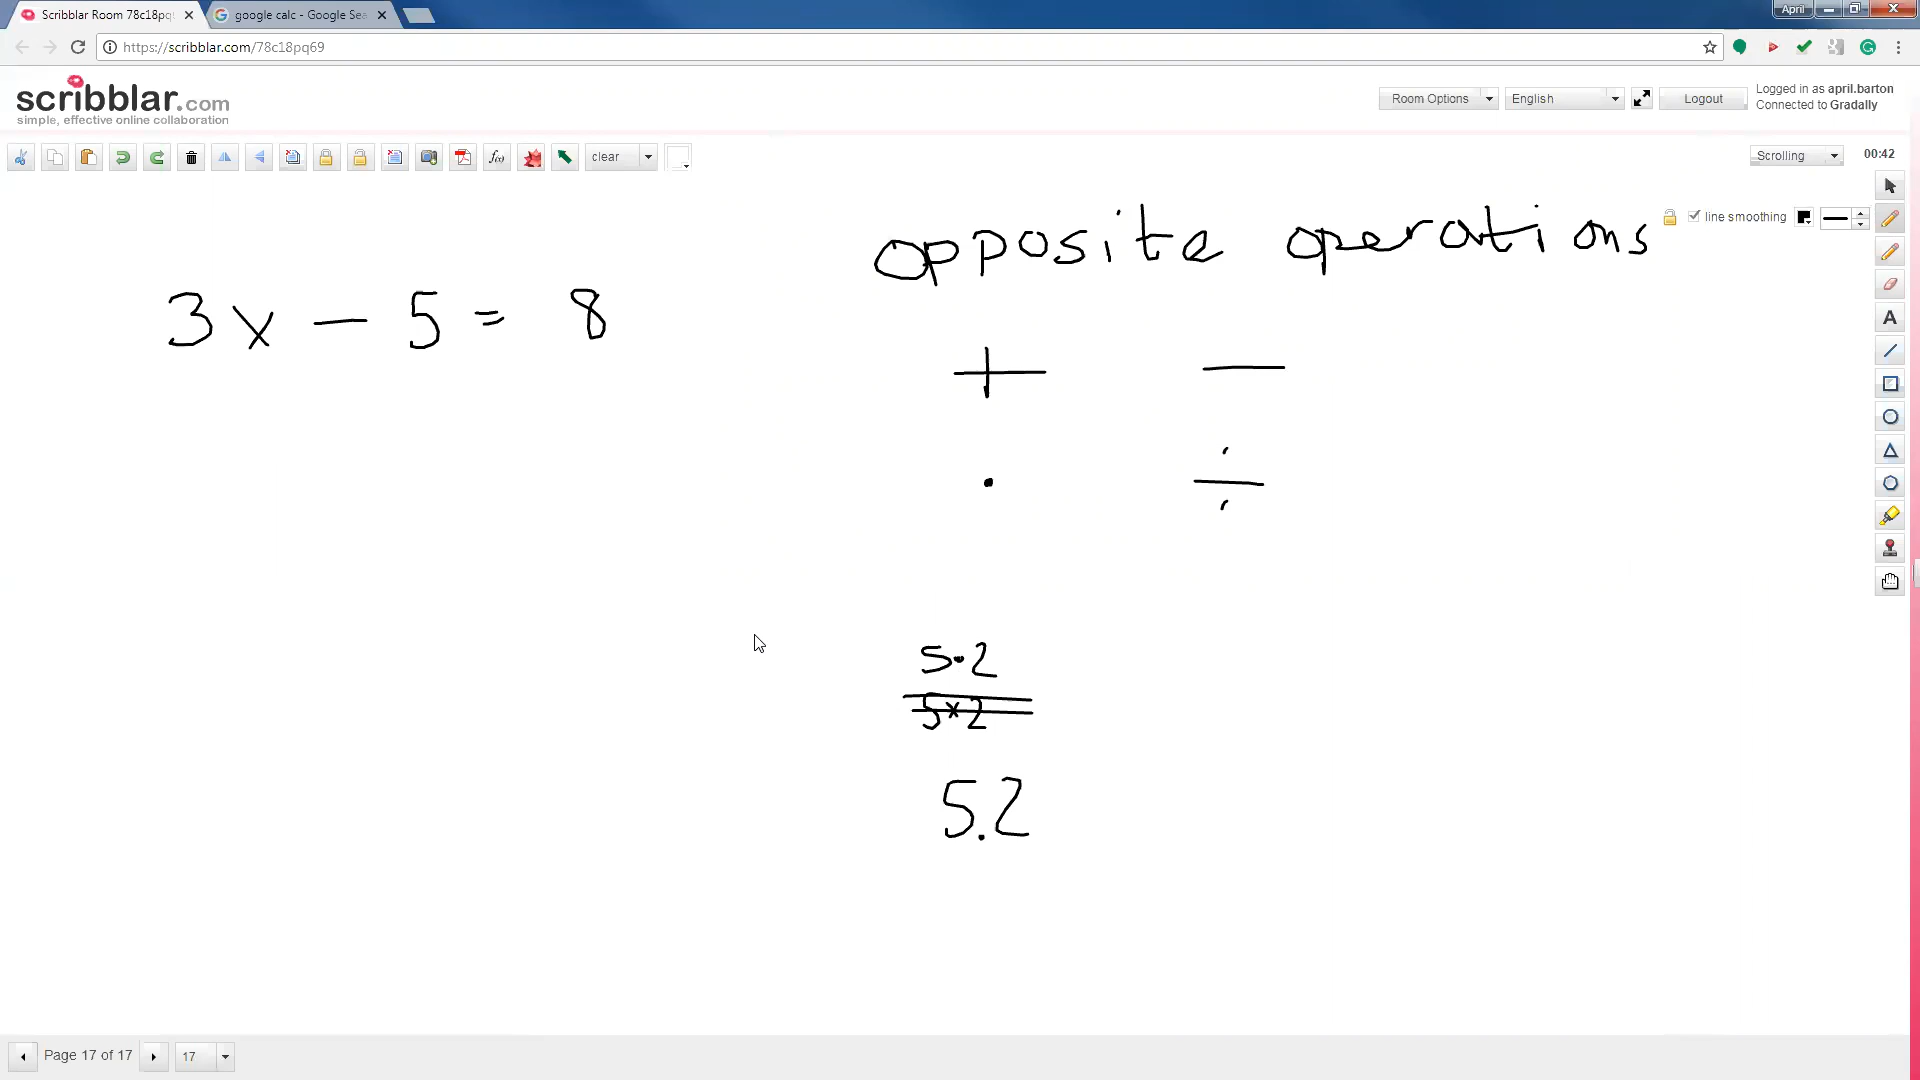 Scribblar Room 78c18pq
google calc - Google Sea
April
https://scribblar.com/78c18pq69
scribblar.com
simple, effective online collaboration
Room Options
English
Logout
Logged in as april.barton
Connected to Gradally
f(x)
clear
Scrolling
00:42
line smoothing
A
opposite operations
3x - 5 = 8
+ −
· ÷
5·2
5×2
5.2
Page 17 of 17
17